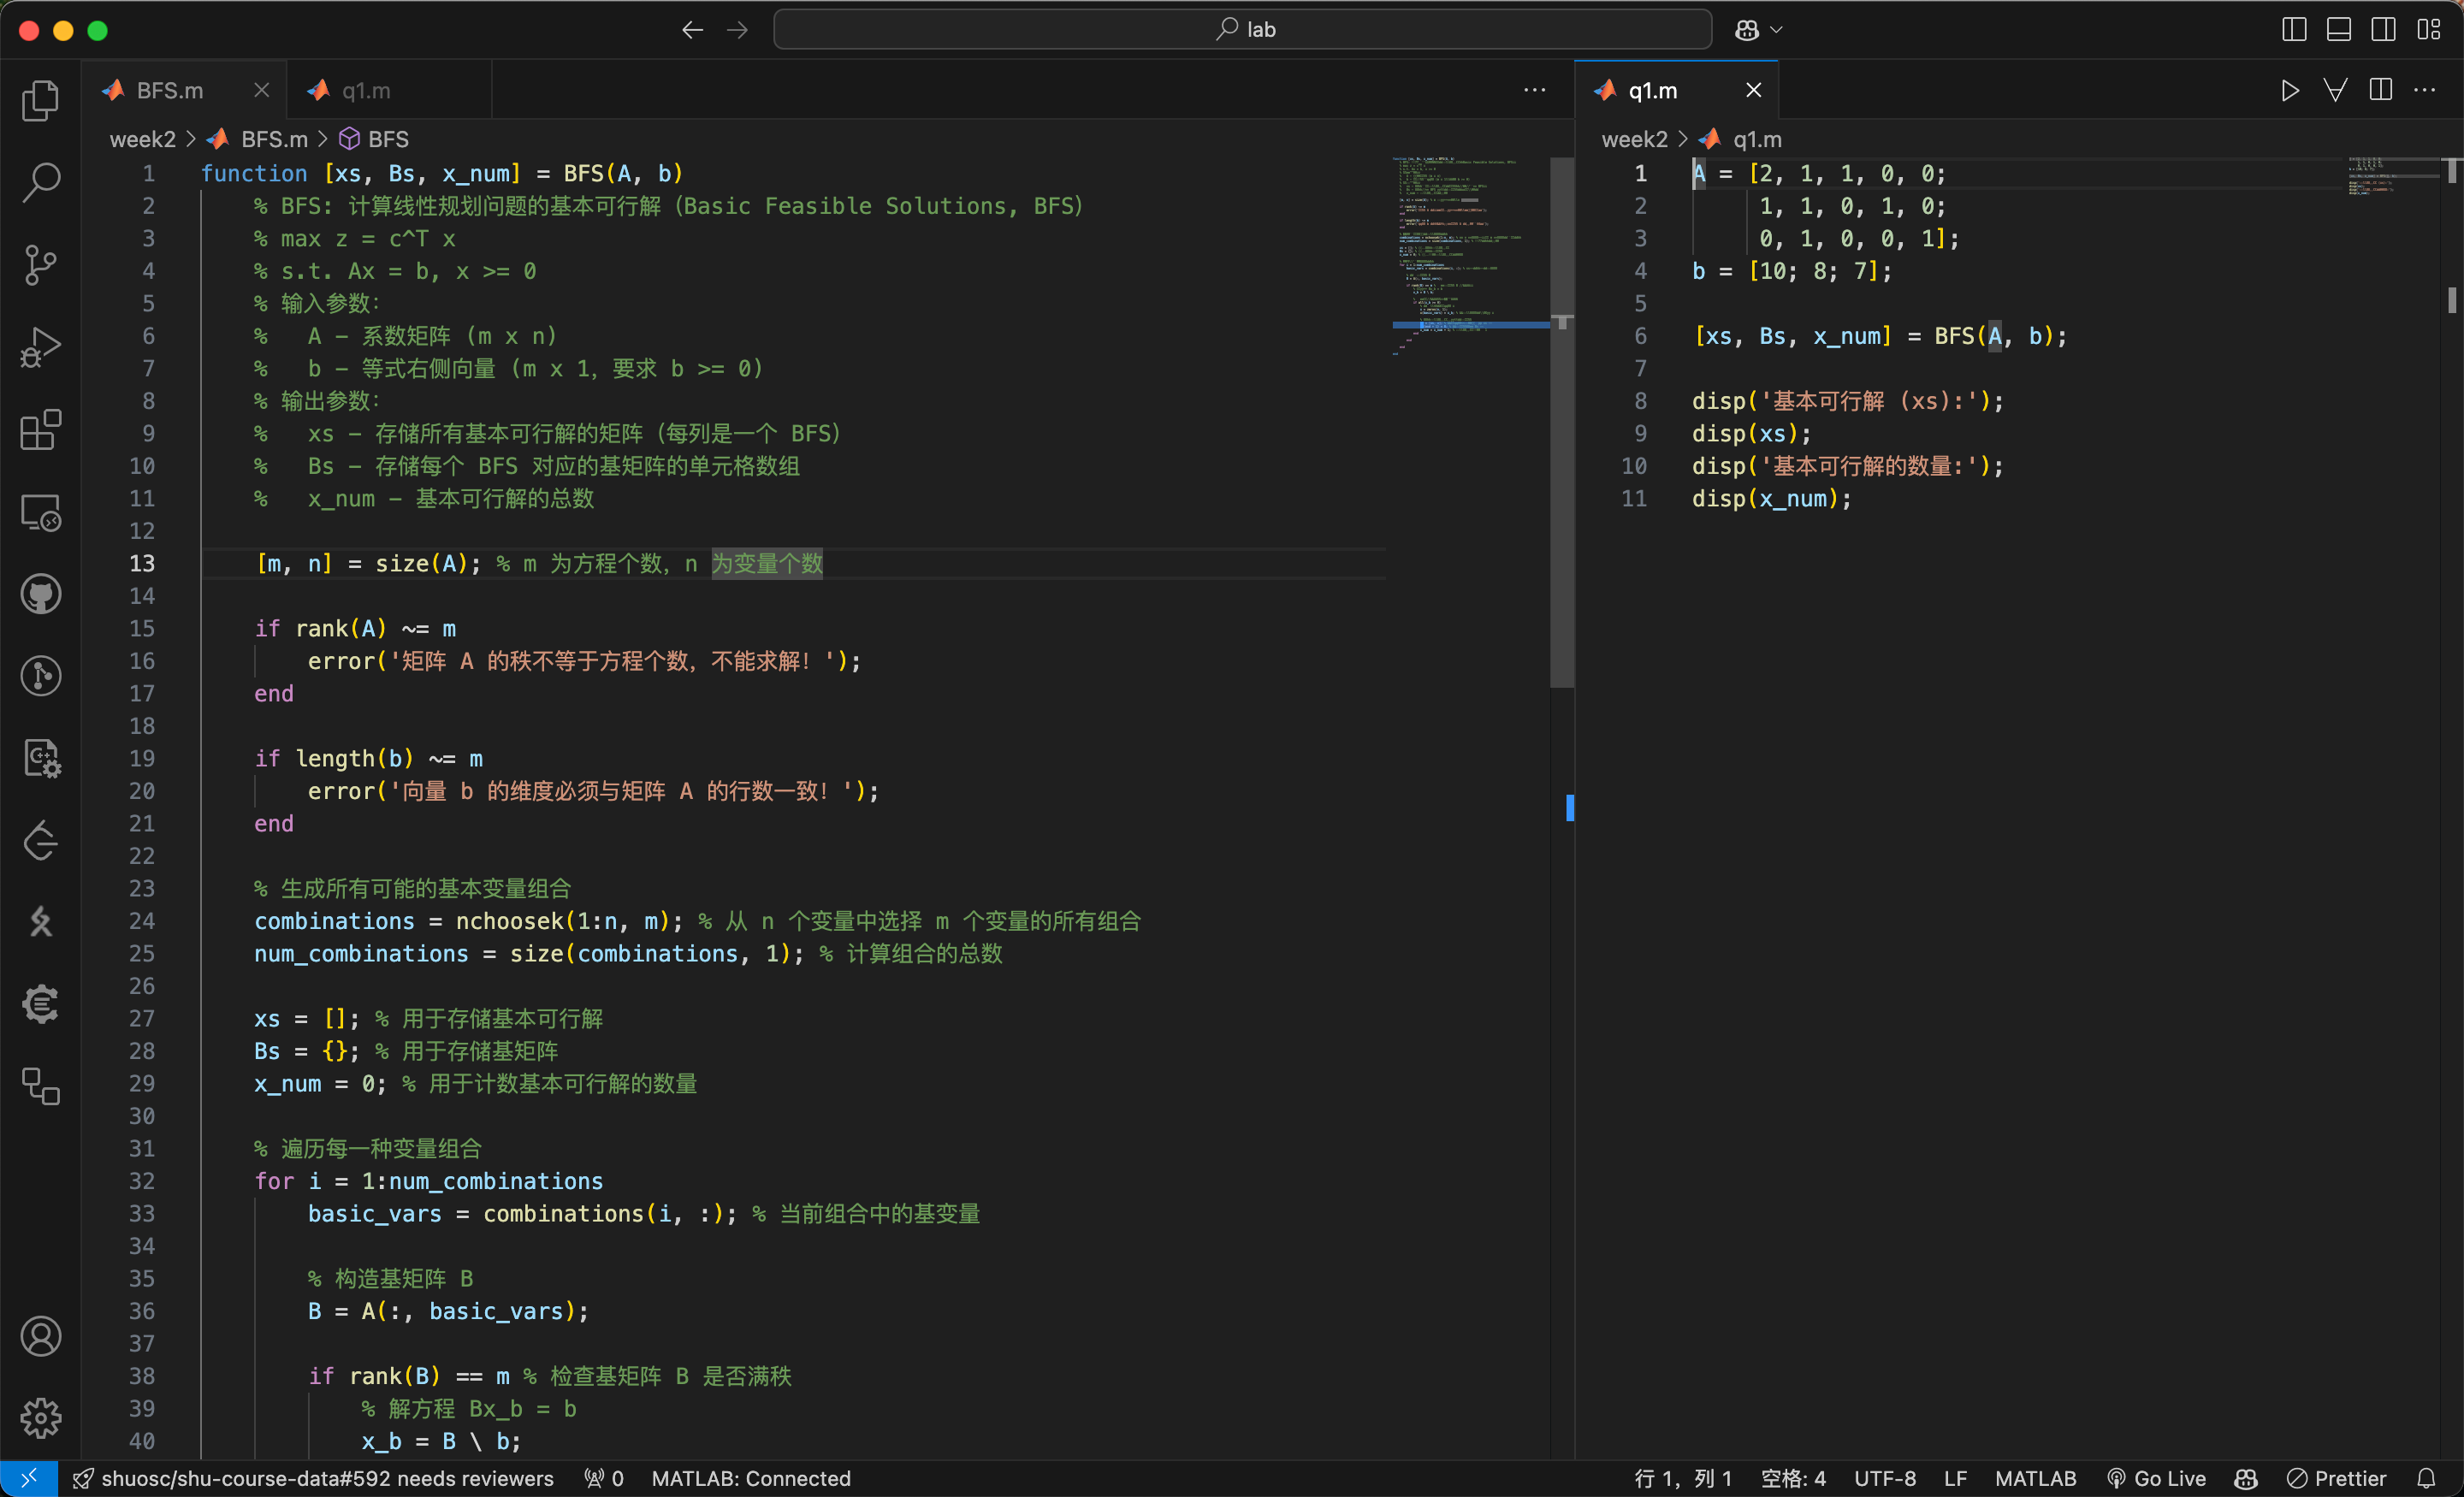 lab
BFS.m
q1.m
week2 > BFS.m > BFS
1 function [xs, Bs, x_num] = BFS(A, b)
2 % BFS: 计算线性规划问题的基本可行解（Basic Feasible Solutions, BFS）
3 % max z = c^T x
4 % s.t. Ax = b, x >= 0
5 % 输入参数：
6 %   A - 系数矩阵 (m x n)
7 %   b - 等式右侧向量 (m x 1，要求 b >= 0)
8 % 输出参数：
9 %   xs - 存储所有基本可行解的矩阵（每列是一个 BFS）
10 %   Bs - 存储每个 BFS 对应的基矩阵的单元格数组
11 %   x_num - 基本可行解的总数
12
13 [m, n] = size(A); % m 为方程个数，n 为变量个数
14
15 if rank(A) ~= m
16 error('矩阵 A 的秩不等于方程个数，不能求解！');
17 end
18
19 if length(b) ~= m
20 error('向量 b 的维度必须与矩阵 A 的行数一致！');
21 end
22
23 % 生成所有可能的基本变量组合
24 combinations = nchoosek(1:n, m); % 从 n 个变量中选择 m 个变量的所有组合
25 num_combinations = size(combinations, 1); % 计算组合的总数
26
27 xs = []; % 用于存储基本可行解
28 Bs = {}; % 用于存储基矩阵
29 x_num = 0; % 用于计数基本可行解的数量
30
31 % 遍历每一种变量组合
32 for i = 1:num_combinations
33 basic_vars = combinations(i, :); % 当前组合中的基变量
34
35 % 构造基矩阵 B
36 B = A(:, basic_vars);
37
38 if rank(B) == m % 检查基矩阵 B 是否满秩
39 % 解方程 Bx_b = b
40 x_b = B \ b;
q1.m
week2 > q1.m
1 A = [2, 1, 1, 0, 0;
2 1, 1, 0, 1, 0;
3 0, 1, 0, 0, 1];
4 b = [10; 8; 7];
5
6 [xs, Bs, x_num] = BFS(A, b);
7
8 disp('基本可行解 (xs):');
9 disp(xs);
10 disp('基本可行解的数量:');
11 disp(x_num);
shuosc/shu-course-data#592 needs reviewers 0 MATLAB: Connected 行 1，列 1 空格: 4 UTF-8 LF MATLAB Go Live Prettier